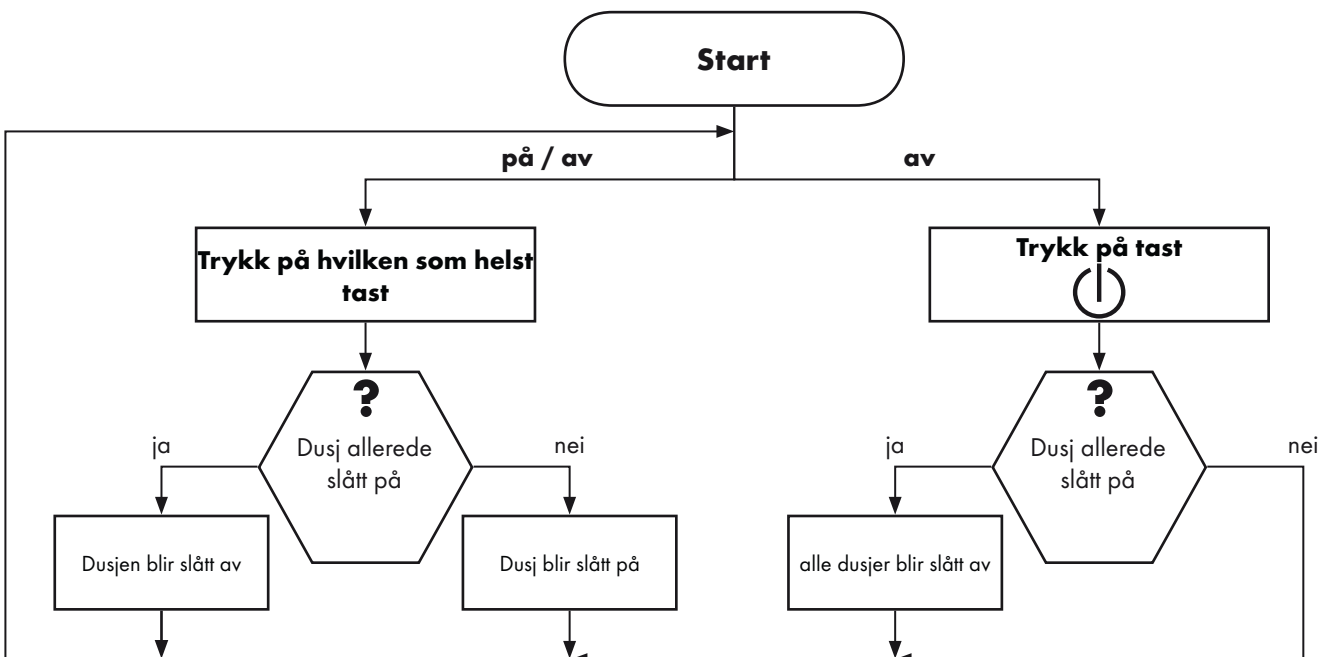 Start
på / av
av
Trykk på hvilken som helst
tast
Trykk på tast
?
Dusj allerede
slått på
ja
nei
?
Dusj allerede
slått på
ja
nei
Dusjen blir slått av
Dusj blir slått på
alle dusjer blir slått av